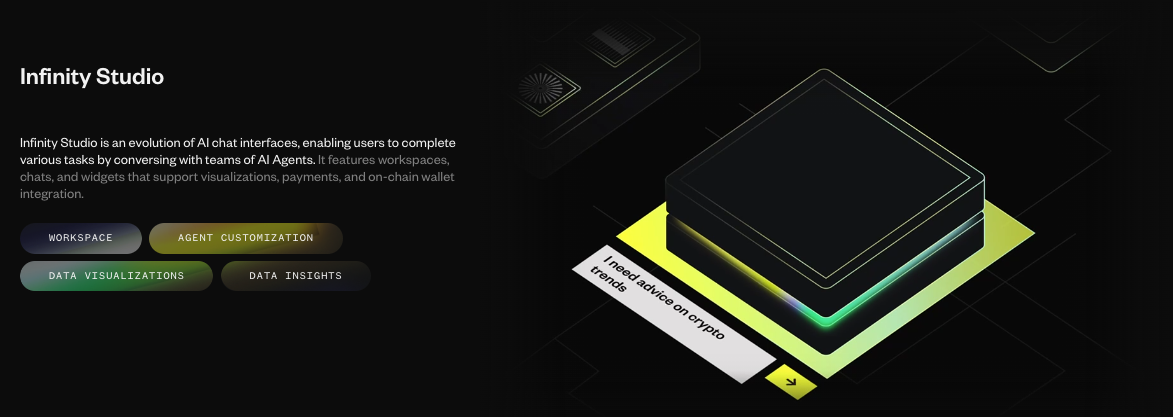 Infinity Studio
Infinity Studio is an evolution of AI chat interfaces, enabling users to complete
various tasks by conversing with teams of AI Agents. It features workspaces,
chats, and widgets that support visualizations, payments, and on-chain wallet
integration.
WORKSPACE
AGENT CUSTOMIZATION
DATA VISUALIZATIONS
DATA INSIGHTS
I need advice on crypto
trends